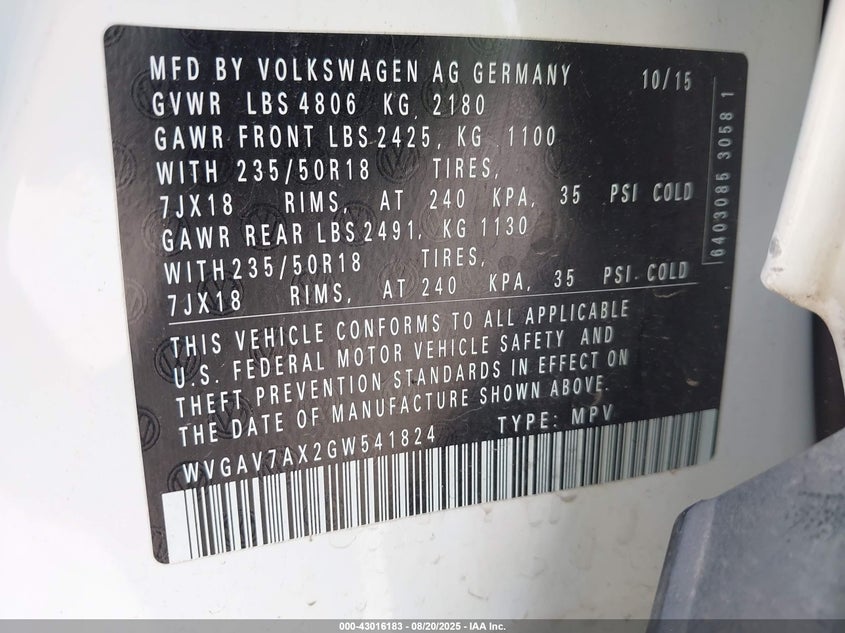 MFD BY VOLKSWAGEN AG GERMANY 10/15
GVWR LBS 4806 KG, 2180
GAWR FRONT LBS 2425, KG 1100
WITH 235/50R18 TIRES,
7JX18 RIMS, AT 240 KPA, 35 PSI COLD
GAWR REAR LBS 2491, KG 1130
WITH 235/50R18 TIRES,
7JX18 RIMS, AT 240 KPA, 35 PSI COLD
6403085 3058 1
THIS VEHICLE CONFORMS TO ALL APPLICABLE
U.S. FEDERAL MOTOR VEHICLE SAFETY AND
THEFT PREVENTION STANDARDS IN EFFECT ON
THE DATE OF MANUFACTURE SHOWN ABOVE.
WVGAV7AX2GW541824 TYPE: MPV
000-43016183 - 08/20/2025 - IAA Inc.